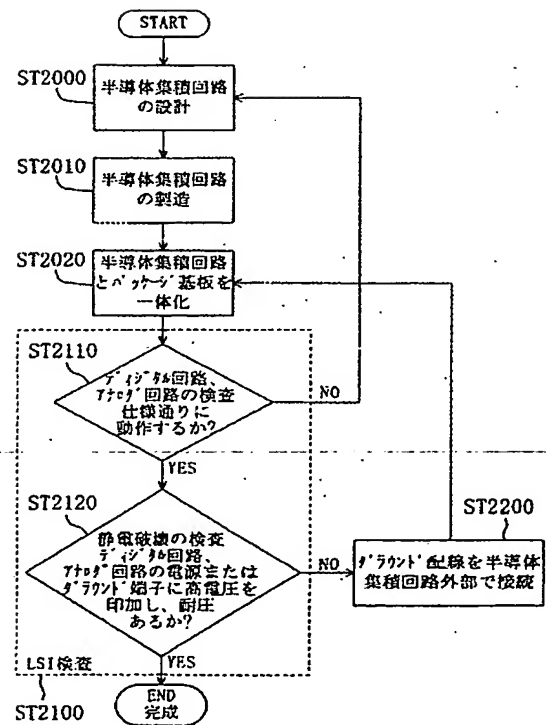 START
ST2000
半導体集積回路
の設計
ST2010
半導体集積回路
の製造
ST2020
半導体集積回路
とパッケージ基板を
一体化
ST2110
ディジタル回路、
アナログ回路の検査
仕様通りに
動作するか?
NO
YES
ST2120
静電破壊の検査
ディジタル回路、
アナログ回路の電源または
グラウンド端子に高電圧を
印加し、耐圧
あるか?
NO
ST2200
グラウンド配線を半導体
集積回路外部で接続
YES
LSI検査
ST2100
END
完成